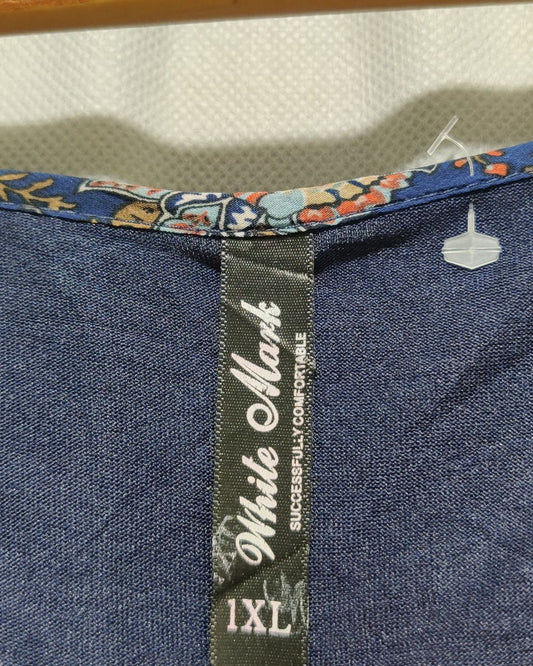 White Mark
SUCCESSFULLY COMFORTABLE
1XL